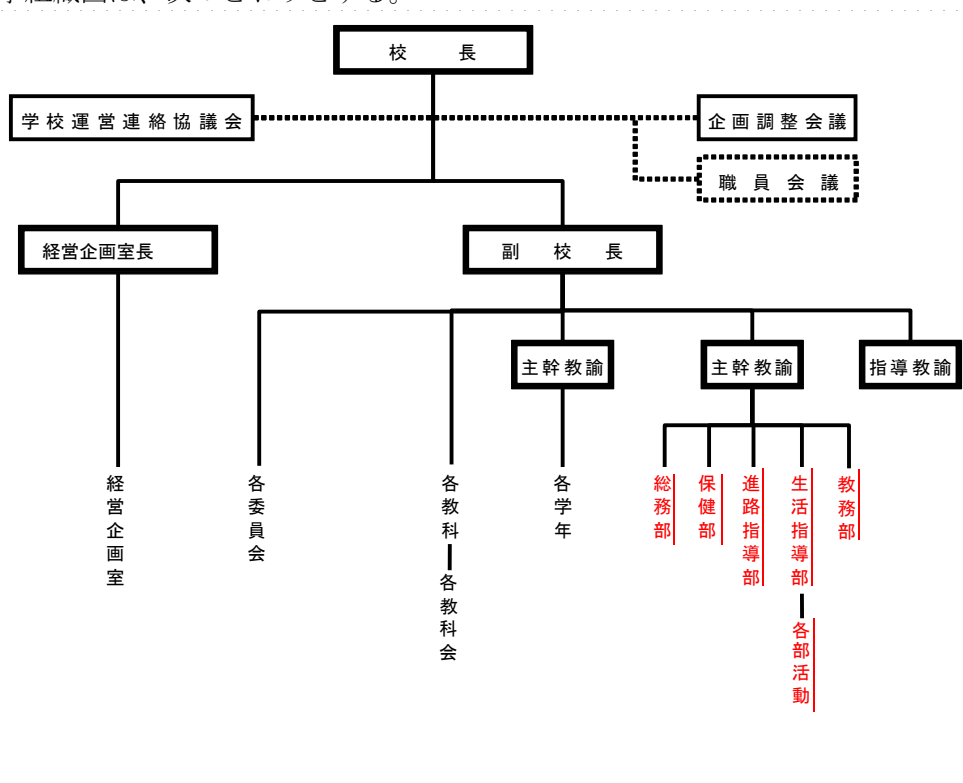 校長
学校運営連絡協議会
企画調整会議
職員会議
経営企画室長
副校長
主幹教諭
主幹教諭
指導教諭
経営企画室
各委員会
各教科
各教科会
各学年
総務部
保健部
進路指導部
生活指導部
各部活動
教務部